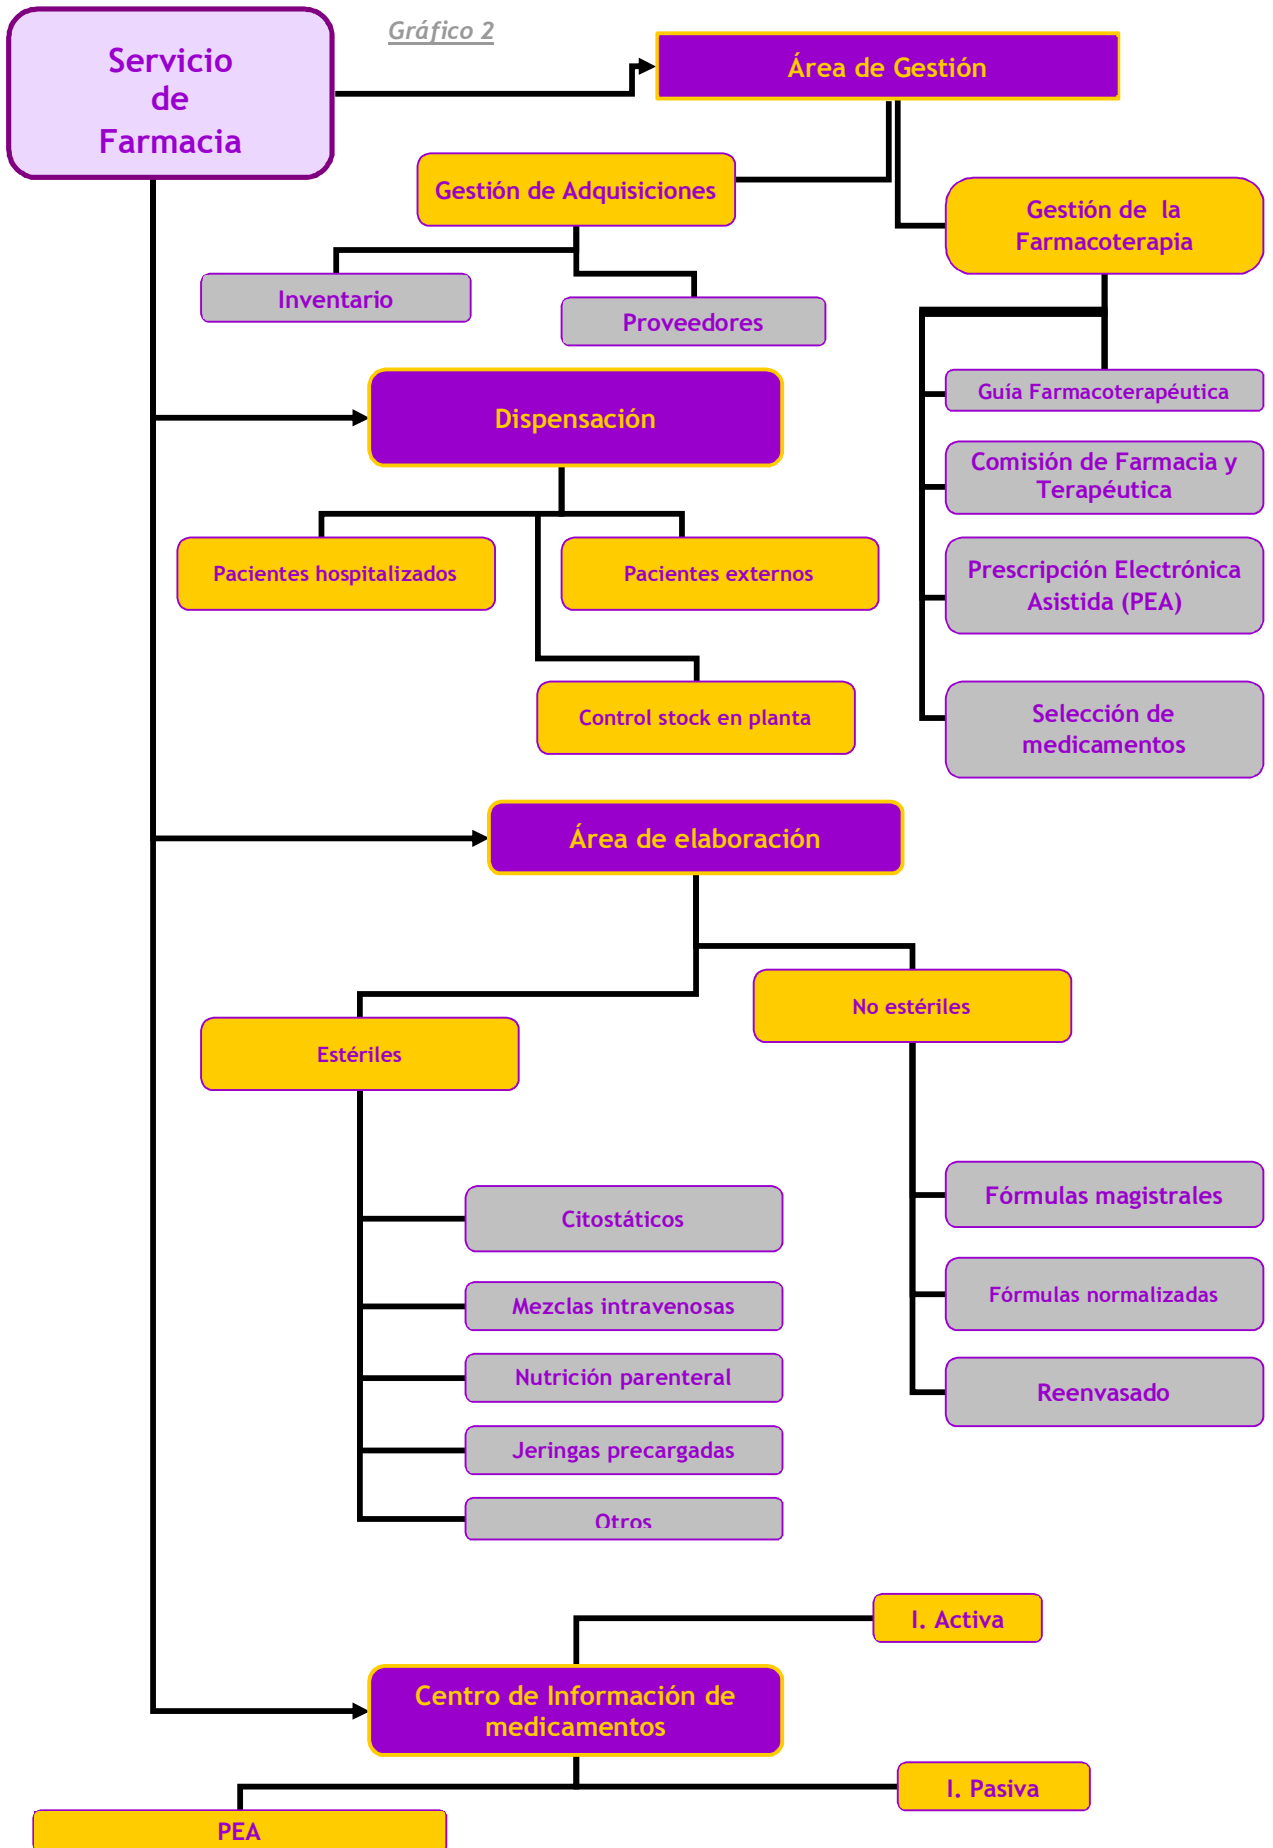 Gráfico 2
Servicio
de
Farmacia
Área de Gestión
Gestión de Adquisiciones
Gestión de la
Farmacoterapia
Inventario
Proveedores
Guía Farmacoterapéutica
Comisión de Farmacia y
Terapéutica
Prescripción Electrónica
Asistida (PEA)
Selección de
medicamentos
Dispensación
Pacientes hospitalizados
Pacientes externos
Control stock en planta
Área de elaboración
Estériles
No estériles
Citostáticos
Mezclas intravenosas
Nutrición parenteral
Jeringas precargadas
Otros
Fórmulas magistrales
Fórmulas normalizadas
Reenvasado
I. Activa
Centro de Información de
medicamentos
I. Pasiva
PEA